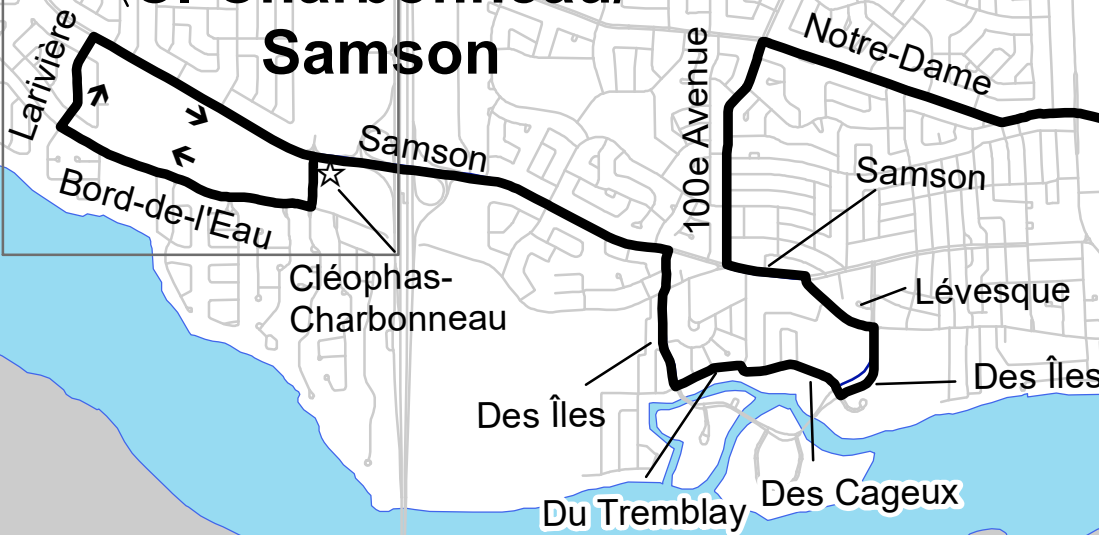 Samson
Larivière
Notre-Dame
100e Avenue
Samson
Samson
Bord-de-l'Eau
Cléophas-
Charbonneau
Lévesque
Des Îles
Des Îles
Du Tremblay
Des Cageux